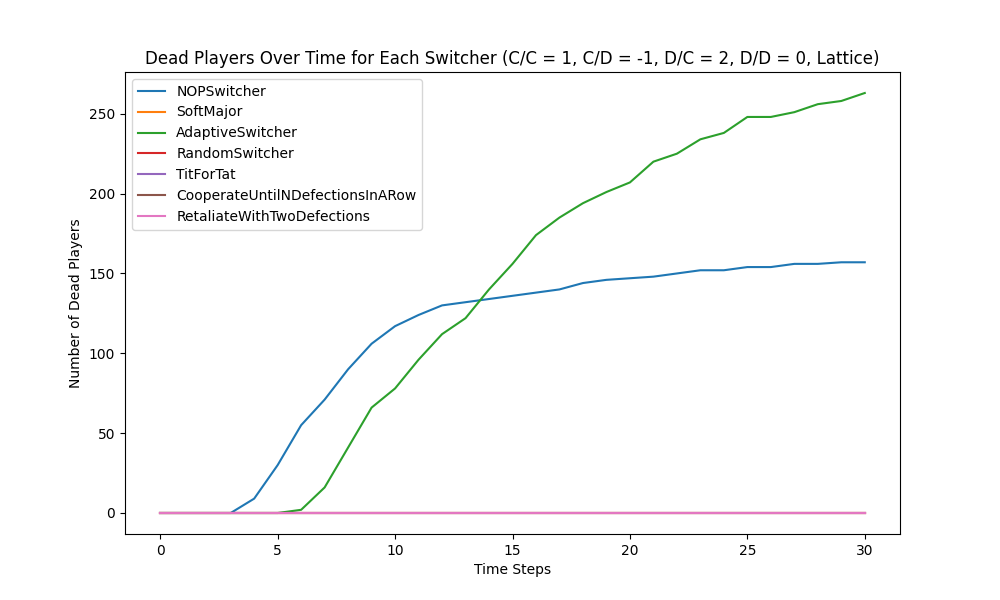 Dead Players Over Time for Each Switcher (C/C = 1, C/D = -1, D/C = 2, D/D = 0, Lattice)
NOPSwitcher
SoftMajor
AdaptiveSwitcher
RandomSwitcher
TitForTat
CooperateUntilNDefectionsInARow
RetaliateWithTwoDefections
Number of Dead Players
250
200
150
100
50
0
0 5 10 15 20 25 30
Time Steps